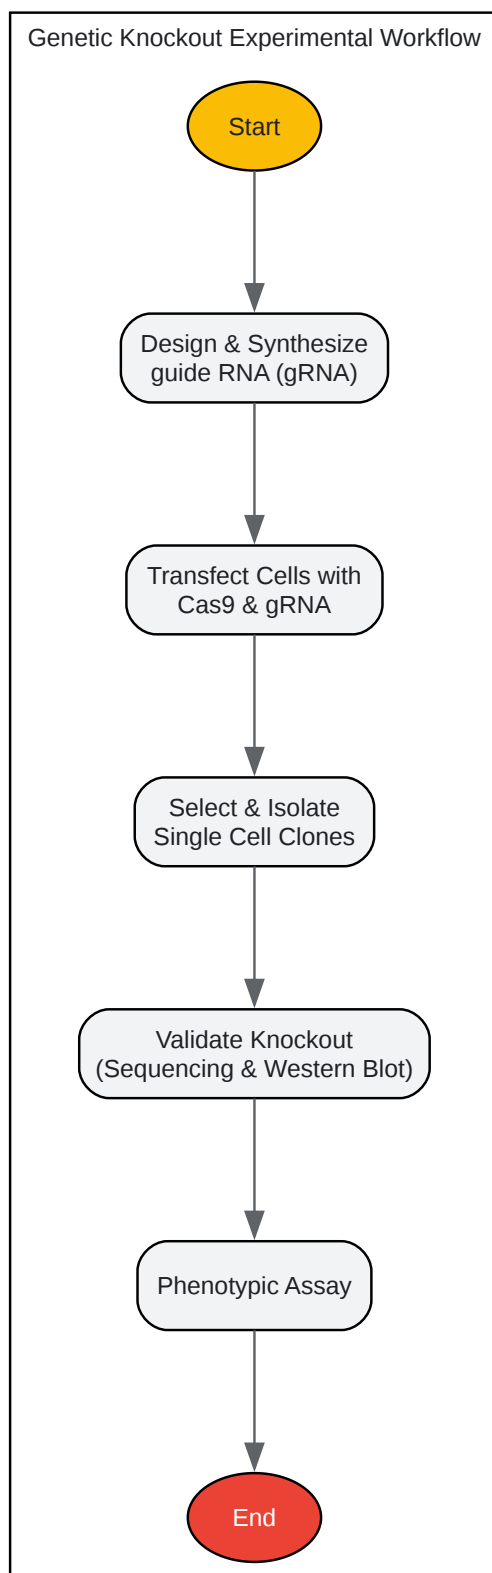 Genetic Knockout Experimental Workflow
Start
Design & Synthesize
guide RNA (gRNA)
Transfect Cells with
Cas9 & gRNA
Select & Isolate
Single Cell Clones
Validate Knockout
(Sequencing & Western Blot)
Phenotypic Assay
End